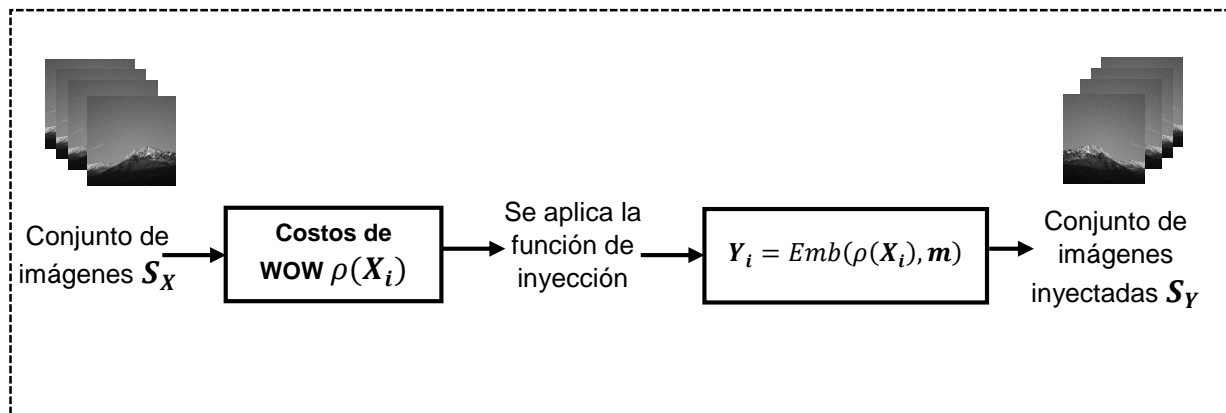 Conjunto de
imágenes S_X
Costos de
WOW ρ(X_i)
Se aplica la
función de
inyección
Y_i = Emb(ρ(X_i), m)
Conjunto de
imágenes
inyectadas S_Y